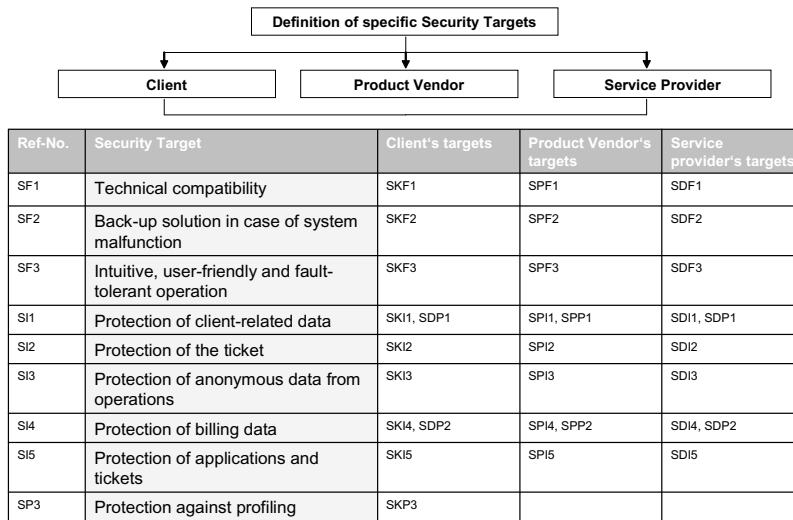 Definition of specific Security Targets
Client
Product Vendor
Service Provider
Ref-No. Security Target Client‘s targets Product Vendor‘s targets Service provider‘s targets
SF1 Technical compatibility SKF1 SPF1 SDF1
SF2 Back-up solution in case of system malfunction SKF2 SPF2 SDF2
SF3 Intuitive, user-friendly and fault-tolerant operation SKF3 SPF3 SDF3
SI1 Protection of client-related data SKI1, SDP1 SPI1, SPP1 SDI1, SDP1
SI2 Protection of the ticket SKI2 SPI2 SDI2
SI3 Protection of anonymous data from operations SKI3 SPI3 SDI3
SI4 Protection of billing data SKI4, SDP2 SPI4, SPP2 SDI4, SDP2
SI5 Protection of applications and tickets SKI5 SPI5 SDI5
SP3 Protection against profiling SKP3